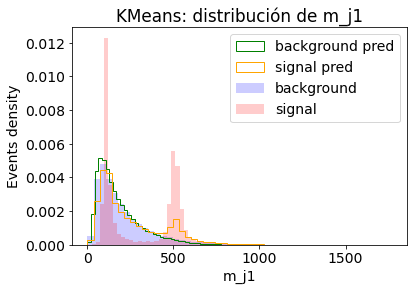 KMeans: distribución de m_j1
Events density
0.012
0.010
0.008
0.006
0.004
0.002
0.000
background pred
signal pred
background
signal
0 500 1000 1500
m_j1